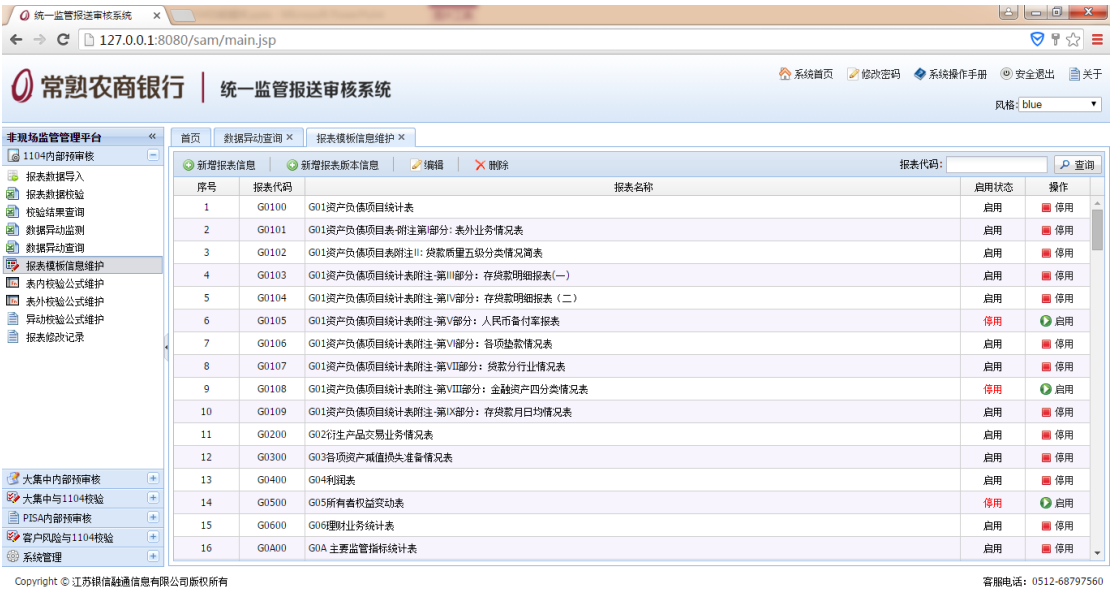 统一监管报送审核系统
127.0.0.1:8080/sam/main.jsp
常熟农商银行 统一监管报送审核系统
系统首页 修改密码 系统操作手册 安全退出 关于
风格: blue
非现场监管管理平台
1104内部预审核
报表数据导入
报表数据校验
校验结果查询
数据异动监测
数据异动查询
报表模板信息维护
表内校验公式维护
表外校验公式维护
异动校验公式维护
报表修改记录
大集中内部预审核
大集中与1104校验
PISA内部预审核
客户风险与1104校验
系统管理
首页 数据异动查询 报表模板信息维护
新增报表信息 新增报表版本信息 编辑 删除 报表代码: 查询
序号 报表代码 报表名称 启用状态 操作
1 G0100 G01资产负债项目统计表 启用 停用
2 G0101 G01资产负债项目表-附注第I部分: 表外业务情况表 启用 停用
3 G0102 G01资产负债项目表附注II: 贷款质量五级分类情况简表 启用 停用
4 G0103 G01资产负债项目统计表附注-第III部分: 存贷款明细报表(一) 启用 停用
5 G0104 G01资产负债项目统计表附注-第IV部分: 存贷款明细报表（二） 启用 停用
6 G0105 G01资产负债项目统计表附注-第V部分: 人民币备付率报表 停用 启用
7 G0106 G01资产负债项目统计表附注-第VI部分: 各项垫款情况表 启用 停用
8 G0107 G01资产负债项目统计表附注-第VII部分: 贷款分行业情况表 启用 停用
9 G0108 G01资产负债项目统计表附注-第VIII部分: 金融资产四分类情况表 停用 启用
10 G0109 G01资产负债项目统计表附注-第IX部分: 存贷款月日均情况表 启用 停用
11 G0200 G02衍生产品交易业务情况表 启用 停用
12 G0300 G03各项资产减值损失准备情况表 启用 停用
13 G0400 G04利润表 启用 停用
14 G0500 G05所有者权益变动表 停用 启用
15 G0600 G06理财业务统计表 启用 停用
16 G0A00 G0A 主要监管指标统计表 启用 停用
Copyright © 江苏银信融通信息有限公司版权所有 客服电话: 0512-68797560